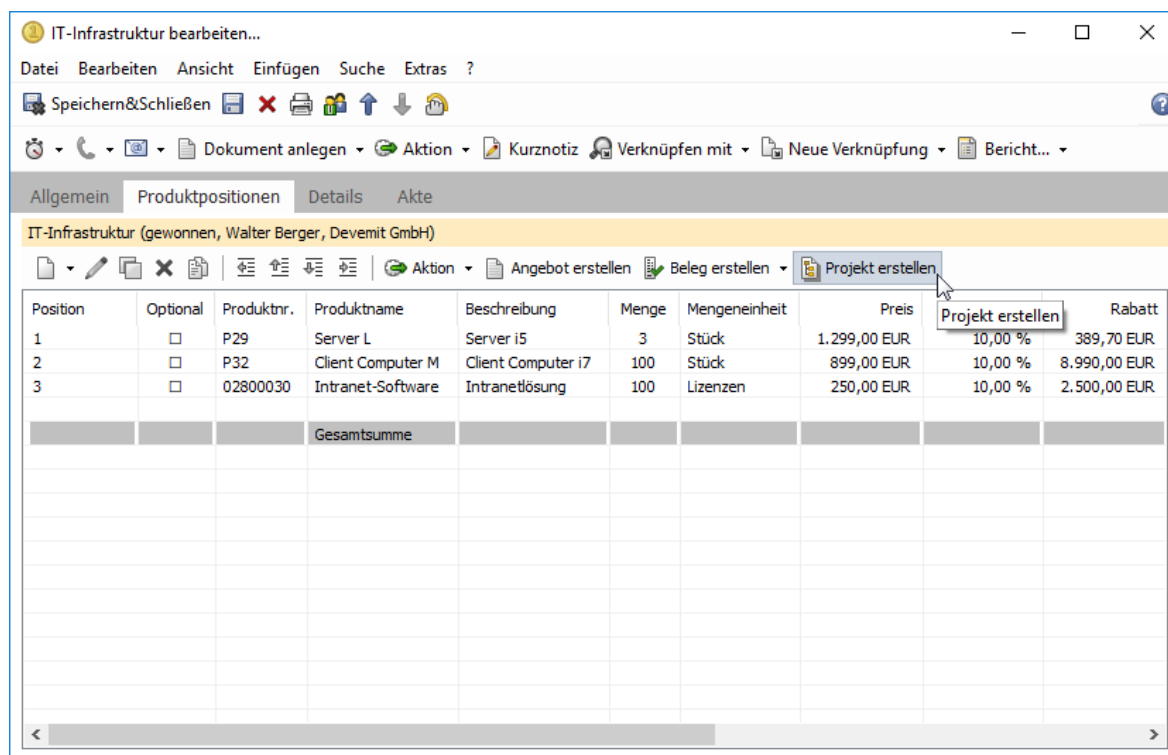 IT-Infrastruktur bearbeiten...
Datei Bearbeiten Ansicht Einfügen Suche Extras ?
Speichern&Schließen
Dokument anlegen Aktion Kurznotiz Verknüpfen mit Neue Verknüpfung Bericht...
Allgemein Produktpositionen Details Akte
IT-Infrastruktur (gewonnen, Walter Berger, Devemit GmbH)
Aktion Angebot erstellen Beleg erstellen Projekt erstellen
Position Optional Produktnr. Produktname Beschreibung Menge Mengeneinheit Preis Rabatt
Projekt erstellen
1 P29 Server L Server i5 3 Stück 1.299,00 EUR 10,00 % 389,70 EUR
2 P32 Client Computer M Client Computer i7 100 Stück 899,00 EUR 10,00 % 8.990,00 EUR
3 02800030 Intranet-Software Intranetlösung 100 Lizenzen 250,00 EUR 10,00 % 2.500,00 EUR
Gesamtsumme